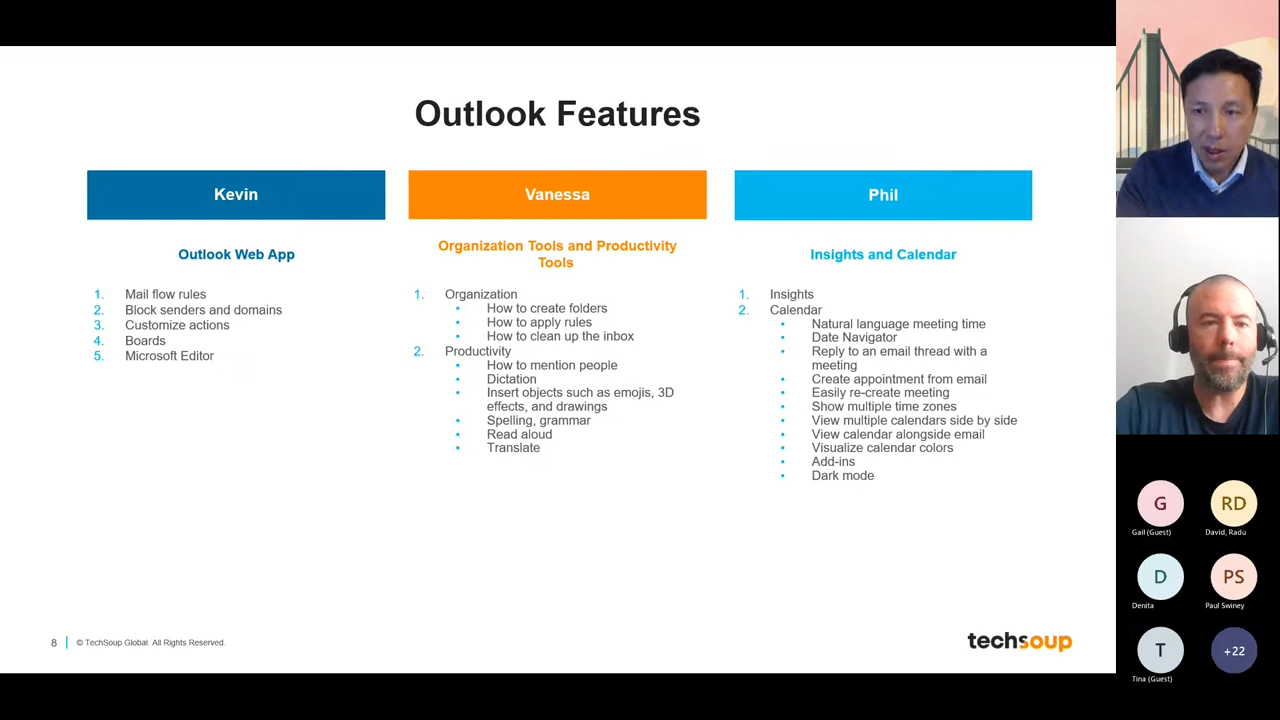 Outlook Features
Kevin
Outlook Web App
1. Mail flow rules
2. Block senders and domains
3. Customize actions
4. Boards
5. Microsoft Editor
Vanessa
Organization Tools and Productivity
Tools
1. Organization
• How to create folders
• How to apply rules
• How to clean up the inbox
2. Productivity
• How to mention people
• Dictation
• Insert objects such as emojis, 3D
effects, and drawings
• Spelling, grammar
• Read aloud
• Translate
Phil
Insights and Calendar
1. Insights
2. Calendar
• Natural language meeting time
• Date Navigator
• Reply to an email thread with a
meeting
• Create appointment from email
• Easily re-create meeting
• Show multiple time zones
• View multiple calendars side by side
• View calendar alongside email
• Visualize calendar colors
• Add-ins
• Dark mode
8
© TechSoup Global. All Rights Reserved.
techsoup
G
Gail (Guest)
RD
David, Radu
D
Denita
PS
Paul Swiney
T
Tina (Guest)
+22